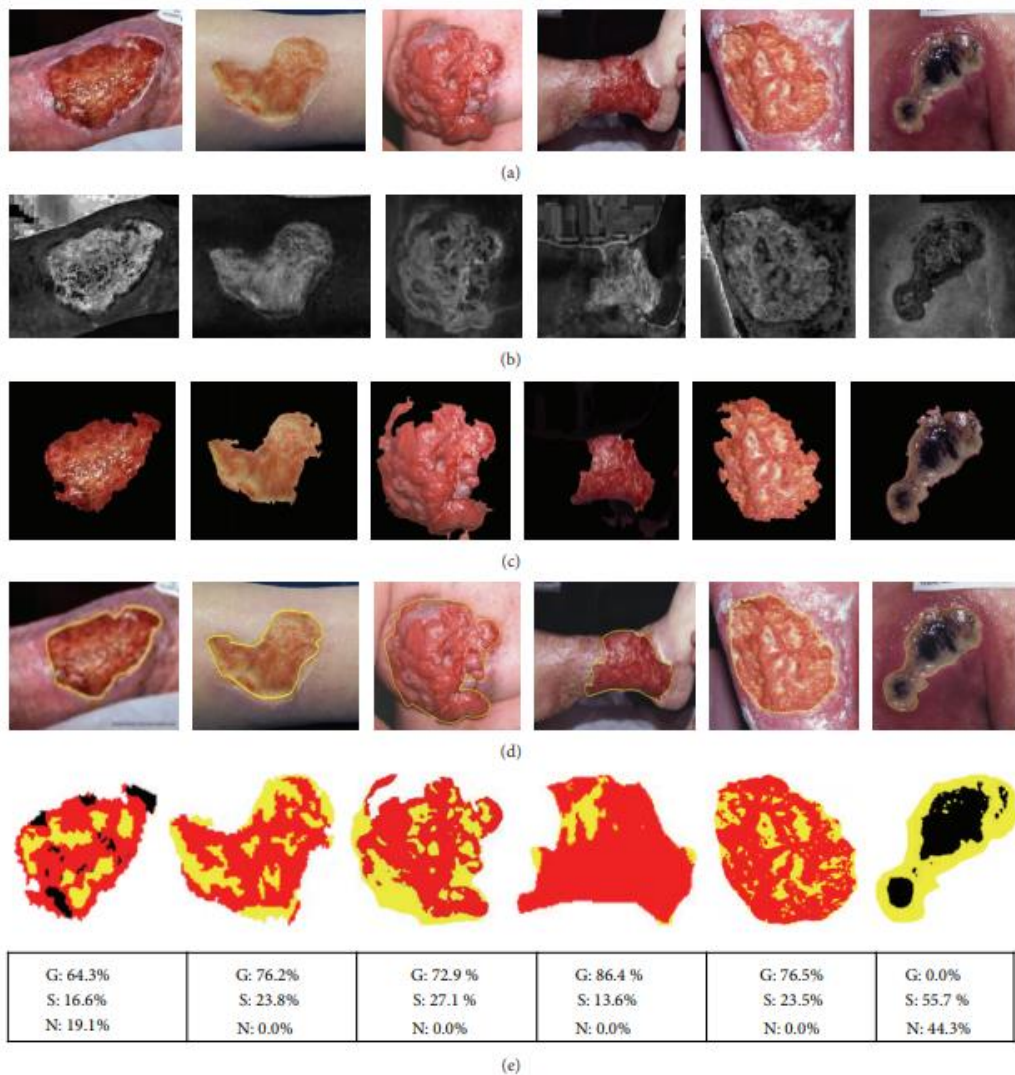 (a)
(b)
(c)
(d)
G: 64.3%
S: 16.6%
N: 19.1%
G: 76.2%
S: 23.8%
N: 0.0%
G: 72.9 %
S: 27.1 %
N: 0.0%
G: 86.4 %
S: 13.6%
N: 0.0%
G: 76.5%
S: 23.5%
N: 0.0%
G: 0.0%
S: 55.7 %
N: 44.3%
(e)